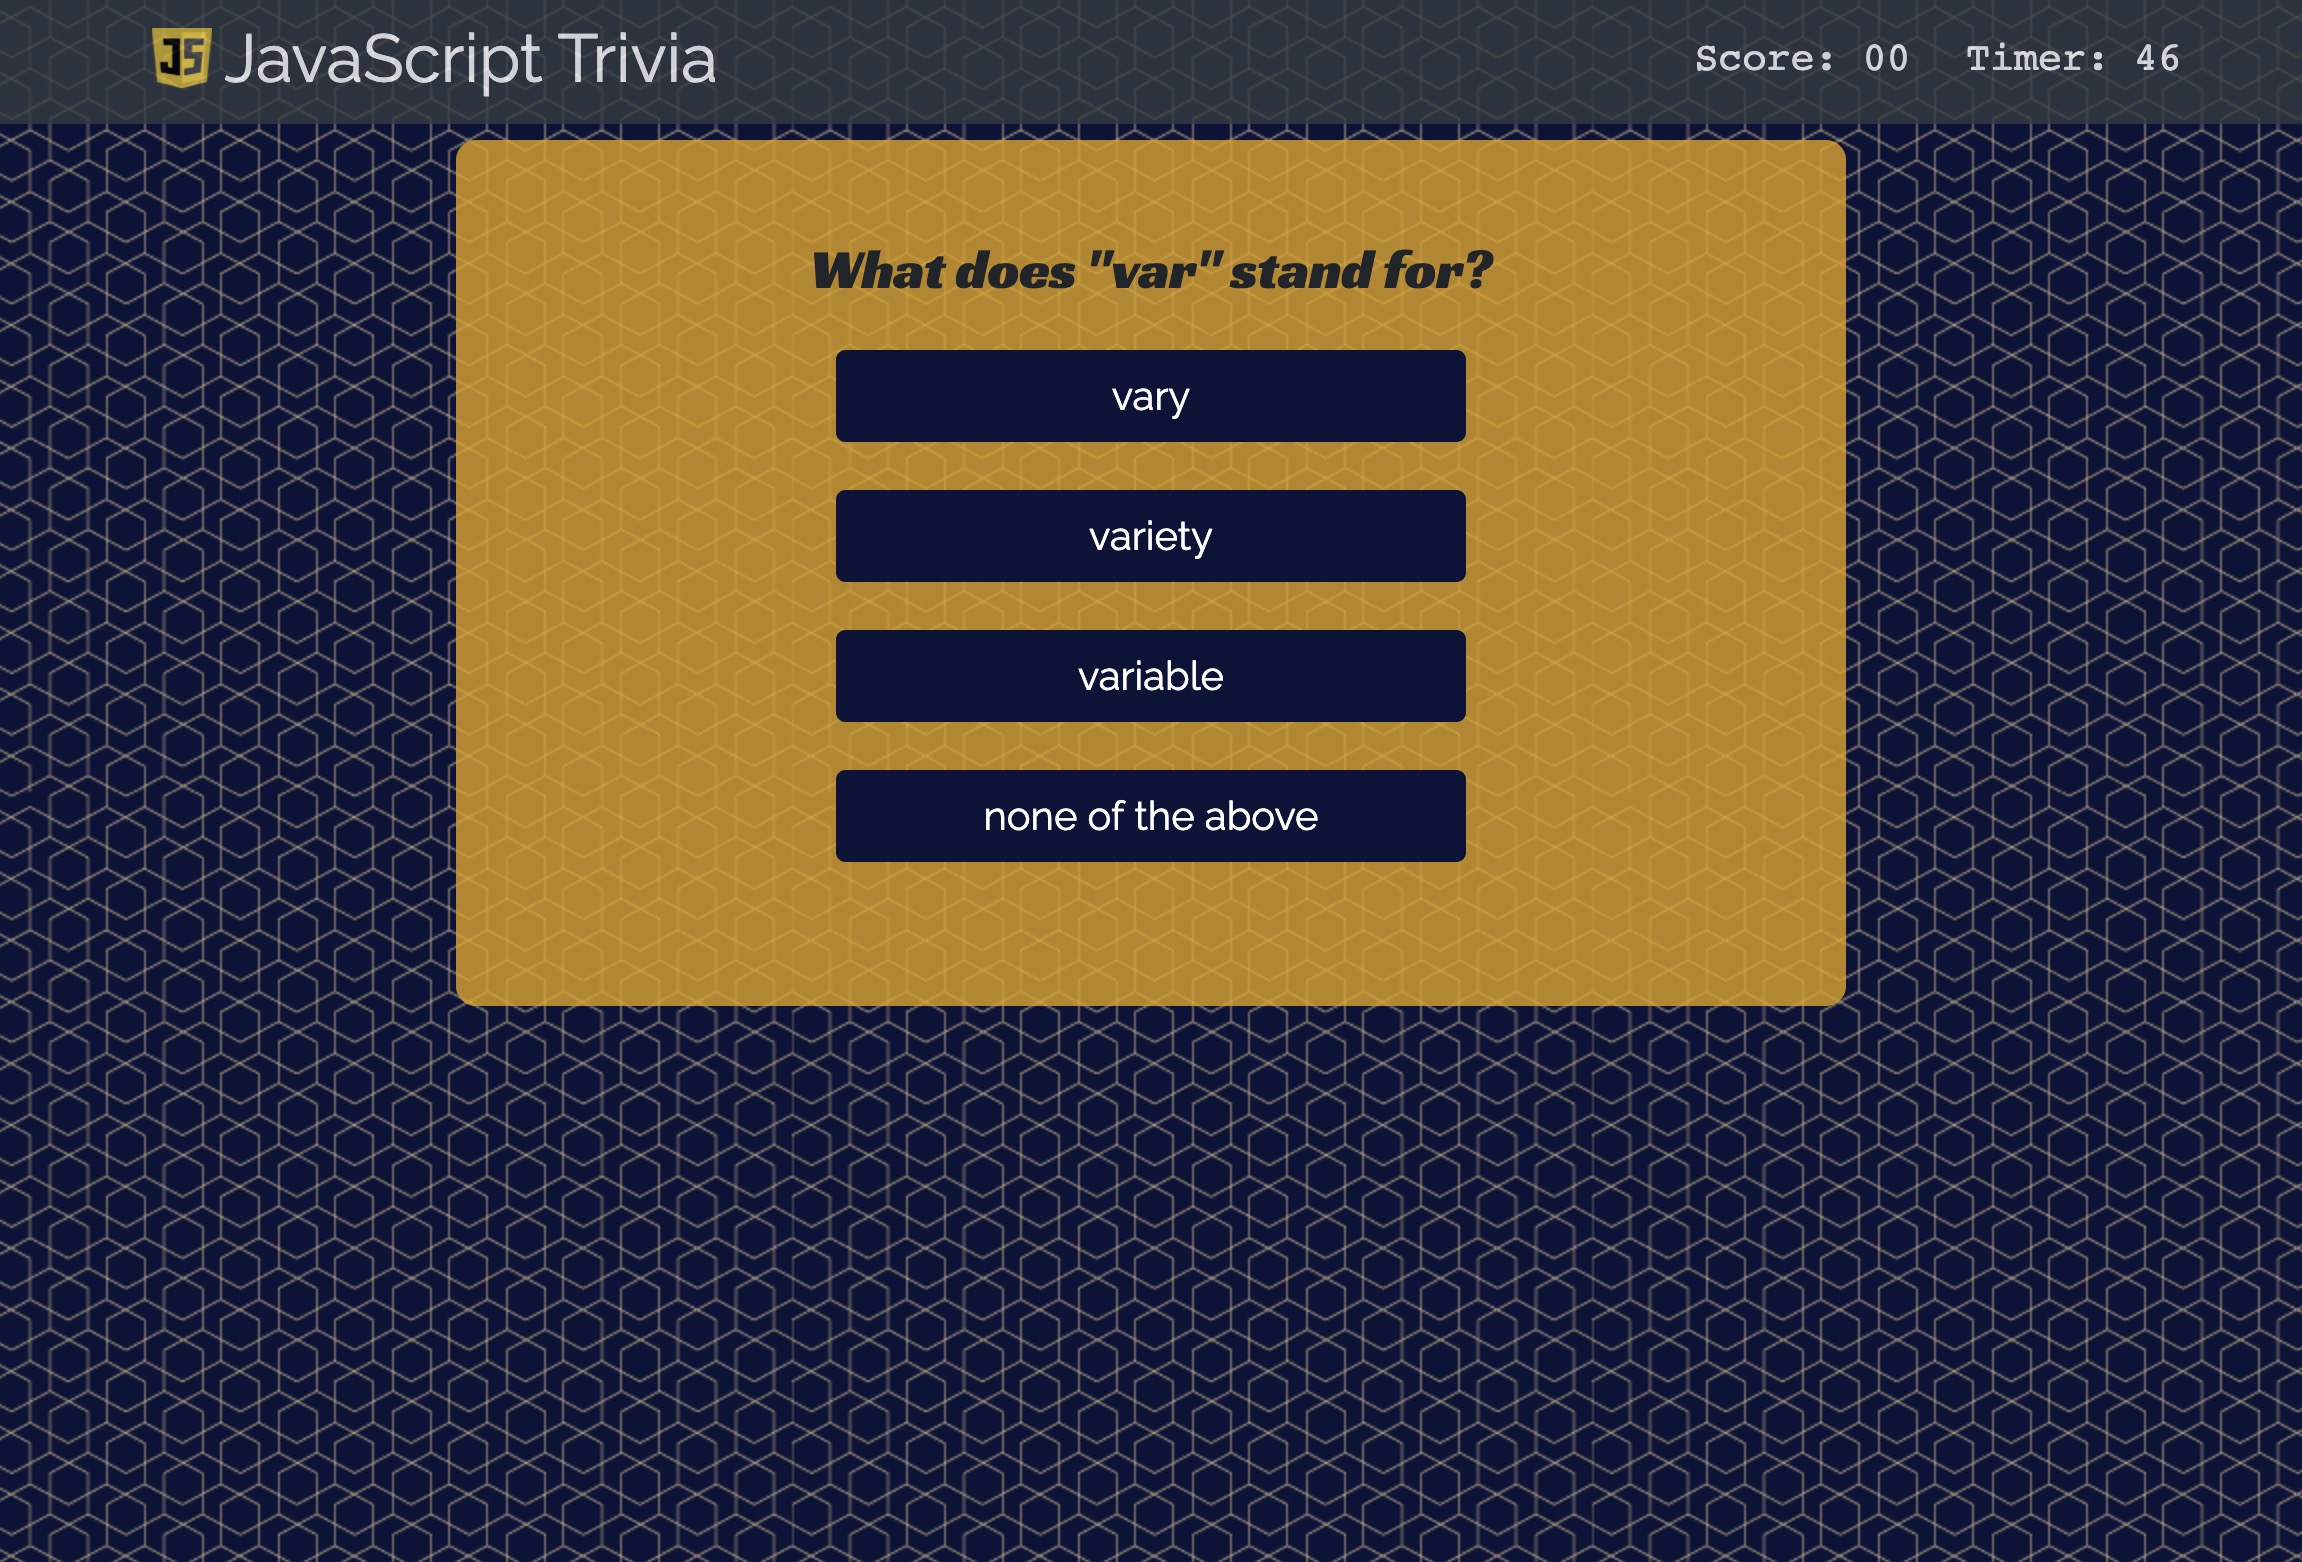 JS JavaScript Trivia
Score: 00 Timer: 46
What does "var" stand for?
vary
variety
variable
none of the above